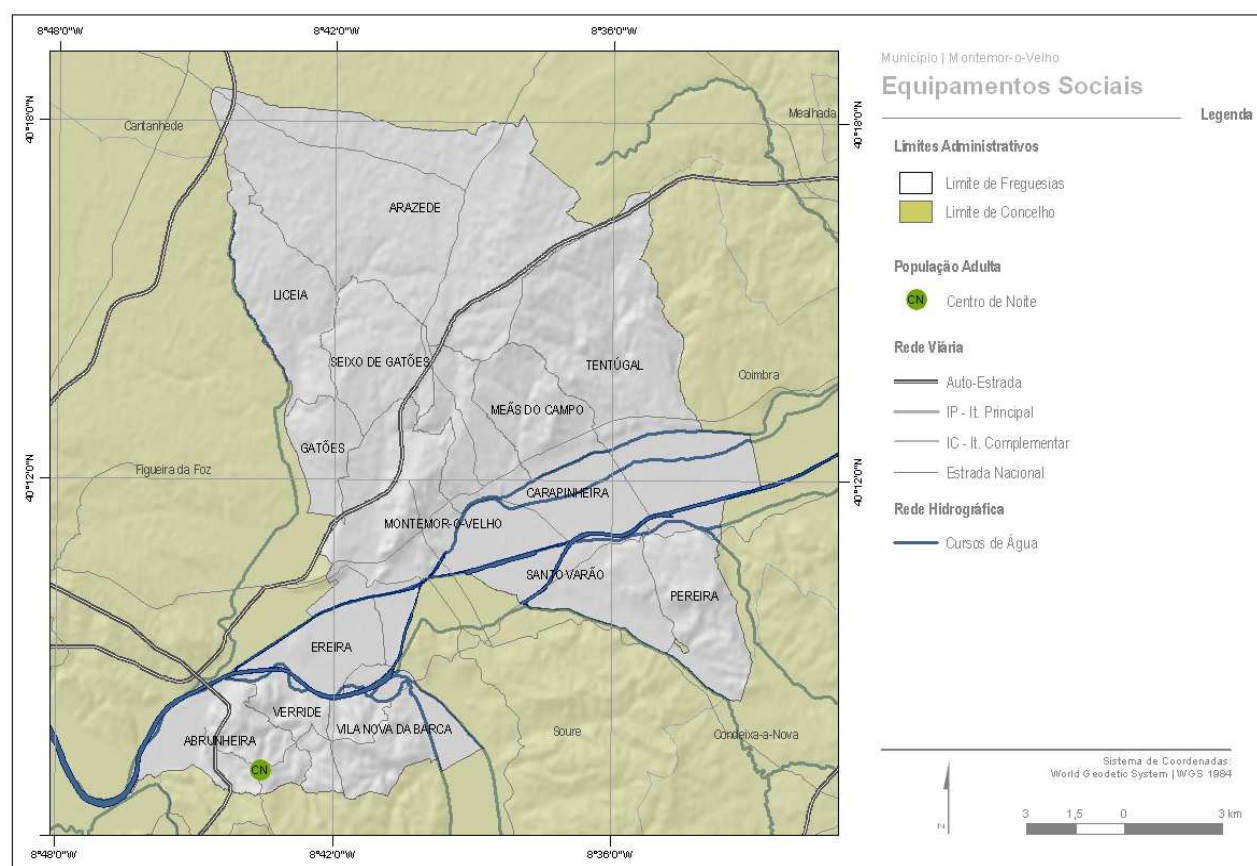 8°48'0"W 8°42'0"W 8°36'0"W
Município | Montemor-o-Velho
Equipamentos Sociais
Legenda
40°18'0"N
40°18'0"N
Cantanhede
Mealhada
ARAZEDE
LICEIA
SEIXO DE GATÕES
TENTÚGAL
Coimbra
MEÃS DO CAMPO
GATÕES
Figueira da Foz
40°12'0"N
40°12'0"N
CARAPINHEIRA
MONTEMOR-O-VELHO
SANTO VARÃO
PEREIRA
EREIRA
VERRIDE
VILA NOVA DA BARCA
ABRUNHEIRA
Soure
Condeixa-a-Nova
CN
8°48'0"W 8°42'0"W 8°36'0"W
Limites Administrativos
Limite de Freguesias
Limite de Concelho
População Adulta
CN Centro de Noite
Rede Viária
Auto-Estrada
IP - It. Principal
IC - It. Complementar
Estrada Nacional
Rede Hidrográfica
Cursos de Água
Sistema de Coordenadas:
World Geodetic System | WGS 1984
N
3 1,5 0 3 km